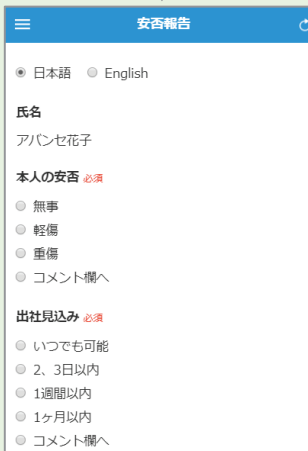 安否報告
日本語 English
氏名
アバンセ花子
本人の安否 必須
無事
軽傷
重傷
コメント欄へ
出社見込み 必須
いつでも可能
2、3日以内
1週間以内
1ヶ月以内
コメント欄へ